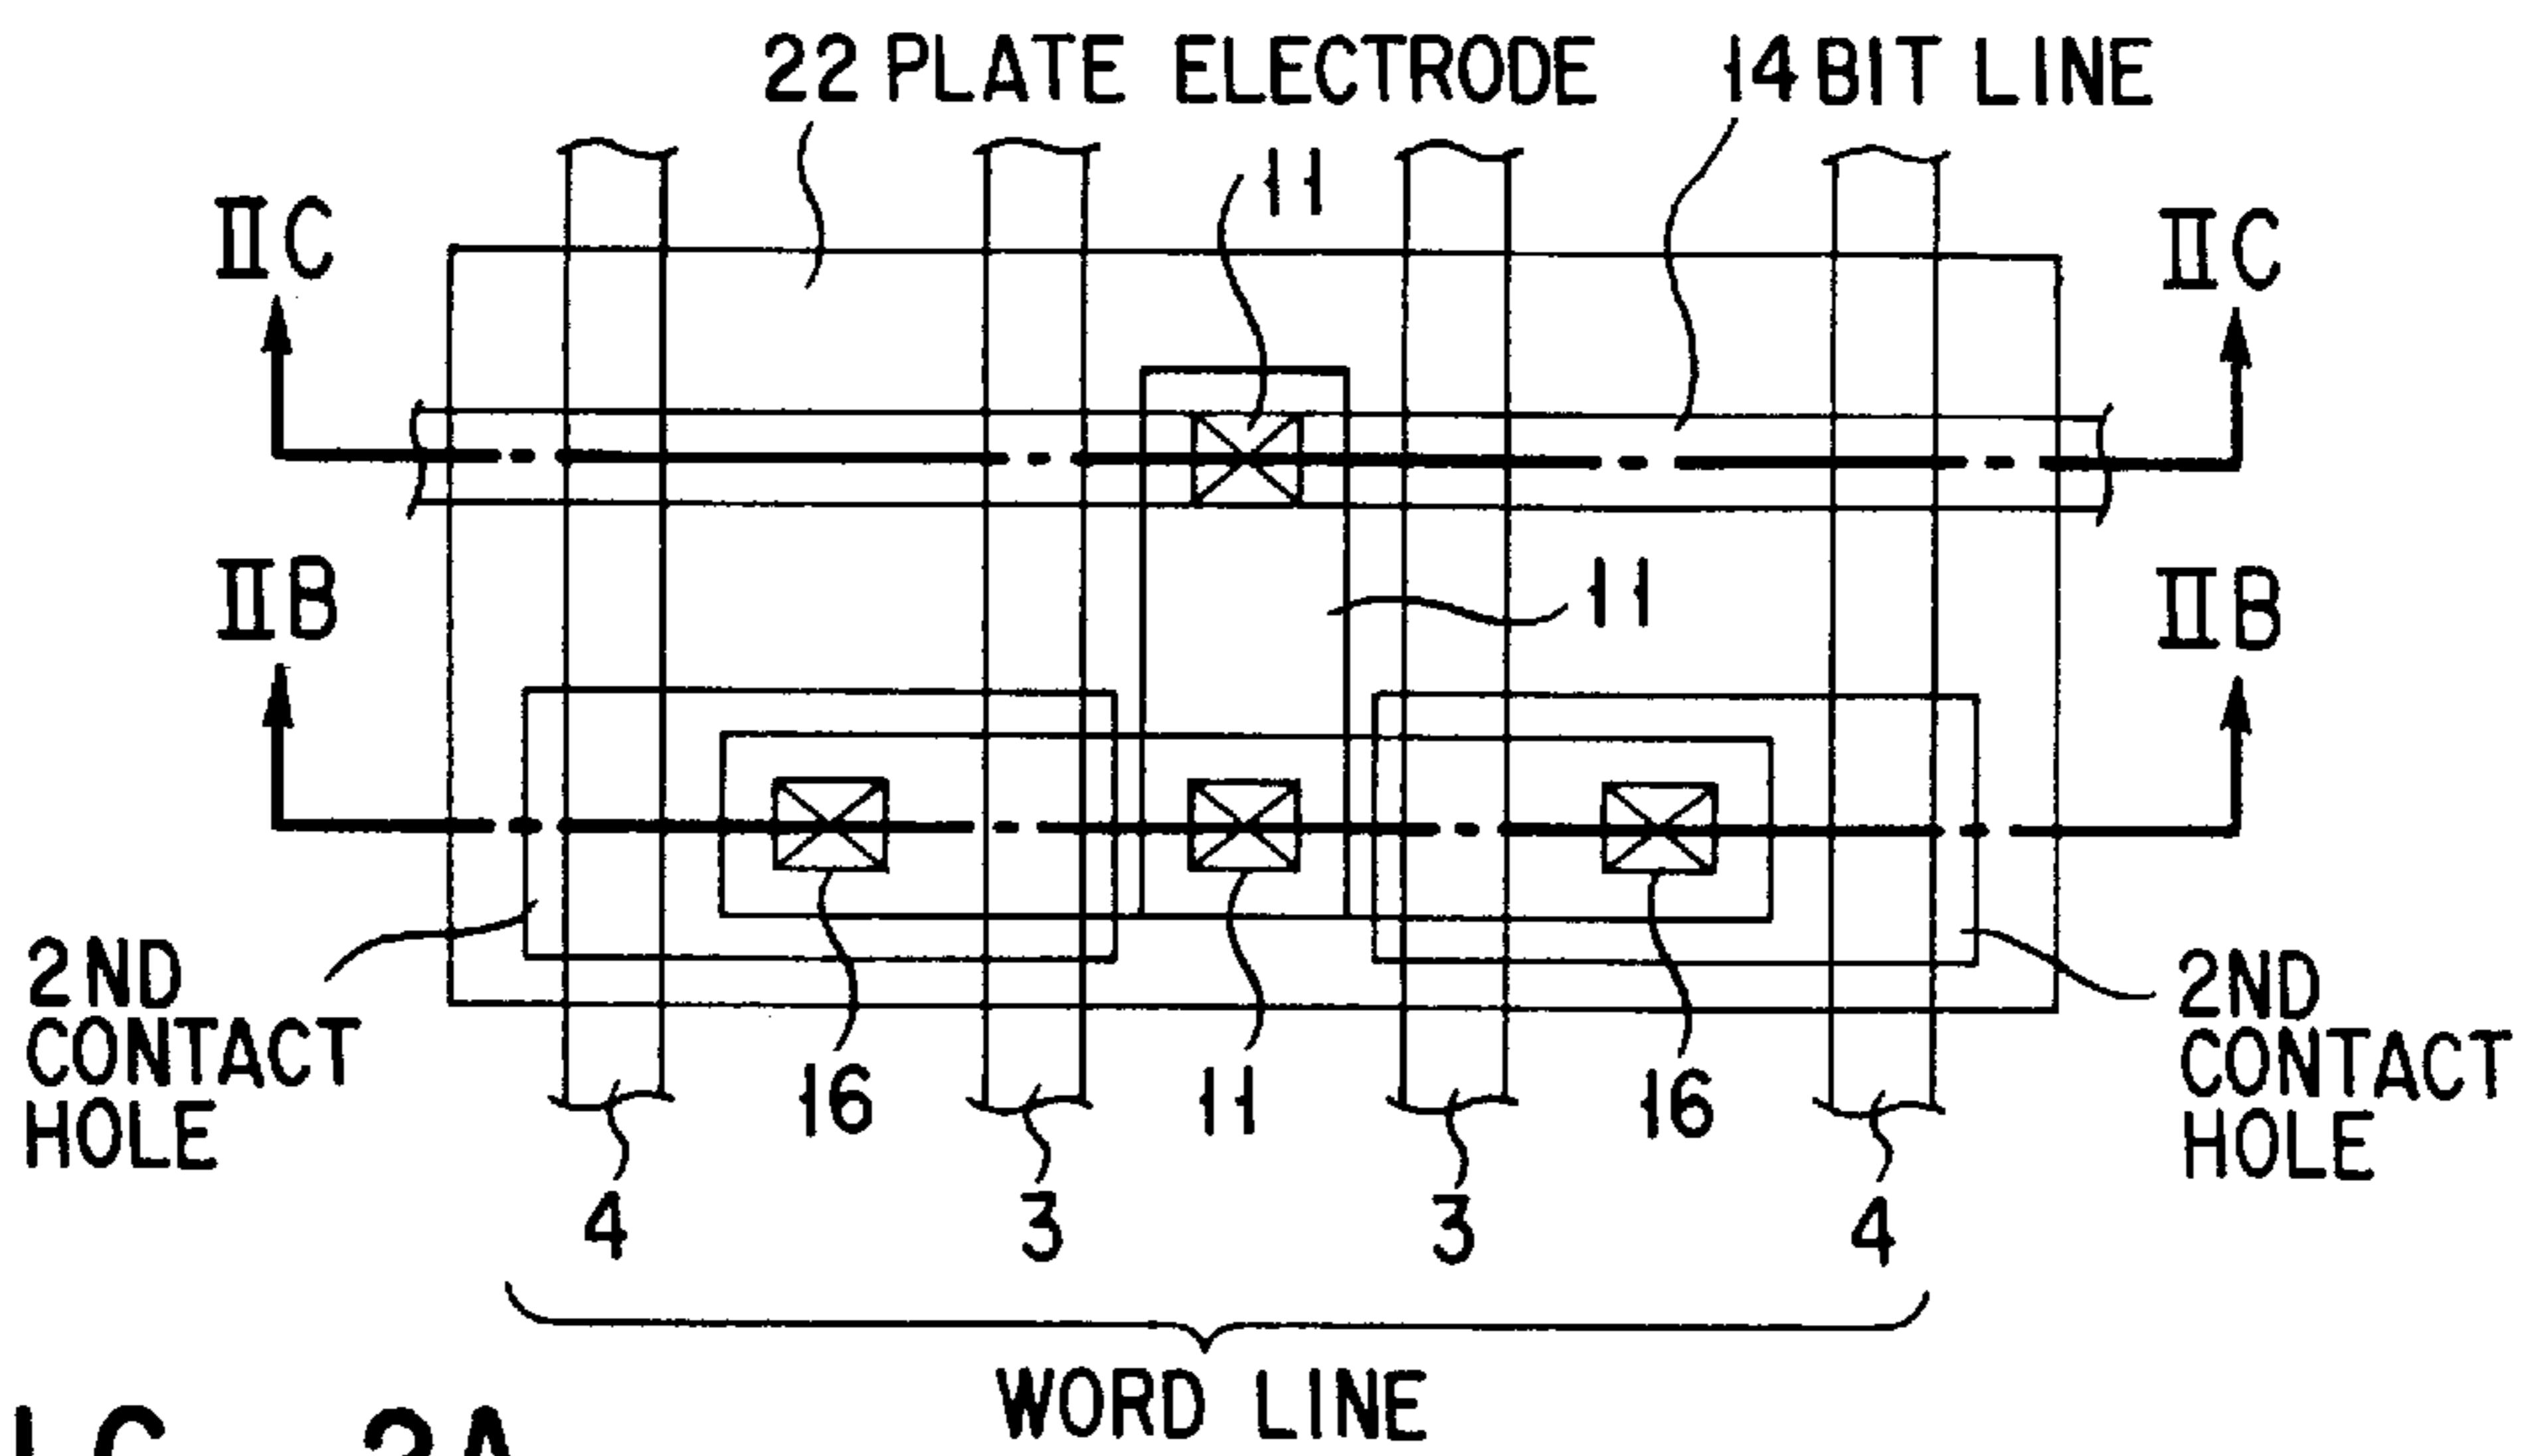 22 PLATE ELECTRODE
14 BIT LINE
11
IIC
IIC
11
IIB
IIB
2ND
CONTACT
HOLE
16
11
16
2ND
CONTACT
HOLE
4
3
3
4
WORD LINE